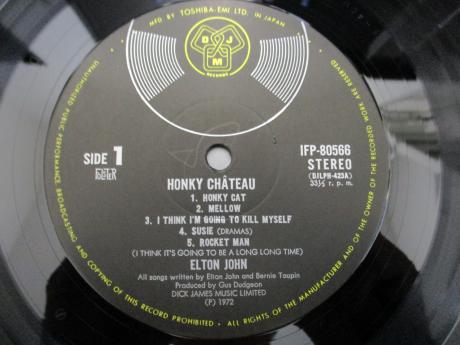 MFG BY TOSHIBA-EMI LTD. IN JAPAN
DJM
RECORDS
SIDE 1
IFP-80566
STEREO
(DJLPH-423A)
33⅓ r. p. m.
HONKY CHÂTEAU
1. HONKY CAT
2. MELLOW
3. I THINK I'M GOING TO KILL MYSELF
4. SUSIE (DRAMAS)
5. ROCKET MAN
(I THINK IT'S GOING TO BE A LONG LONG TIME)
ELTON JOHN
All songs written by Elton John and Bernie Taupin
Produced by Gus Dudgeon
DICK JAMES MUSIC LIMITED
(P) 1972
UNAUTHORISED PUBLIC PERFORMANCE, BROADCASTING AND COPYING OF THIS RECORD PROHIBITED • ALL RIGHTS OF THE MANUFACTURER AND OF THE OWNER OF THE RECORDED WORK ARE RESERVED